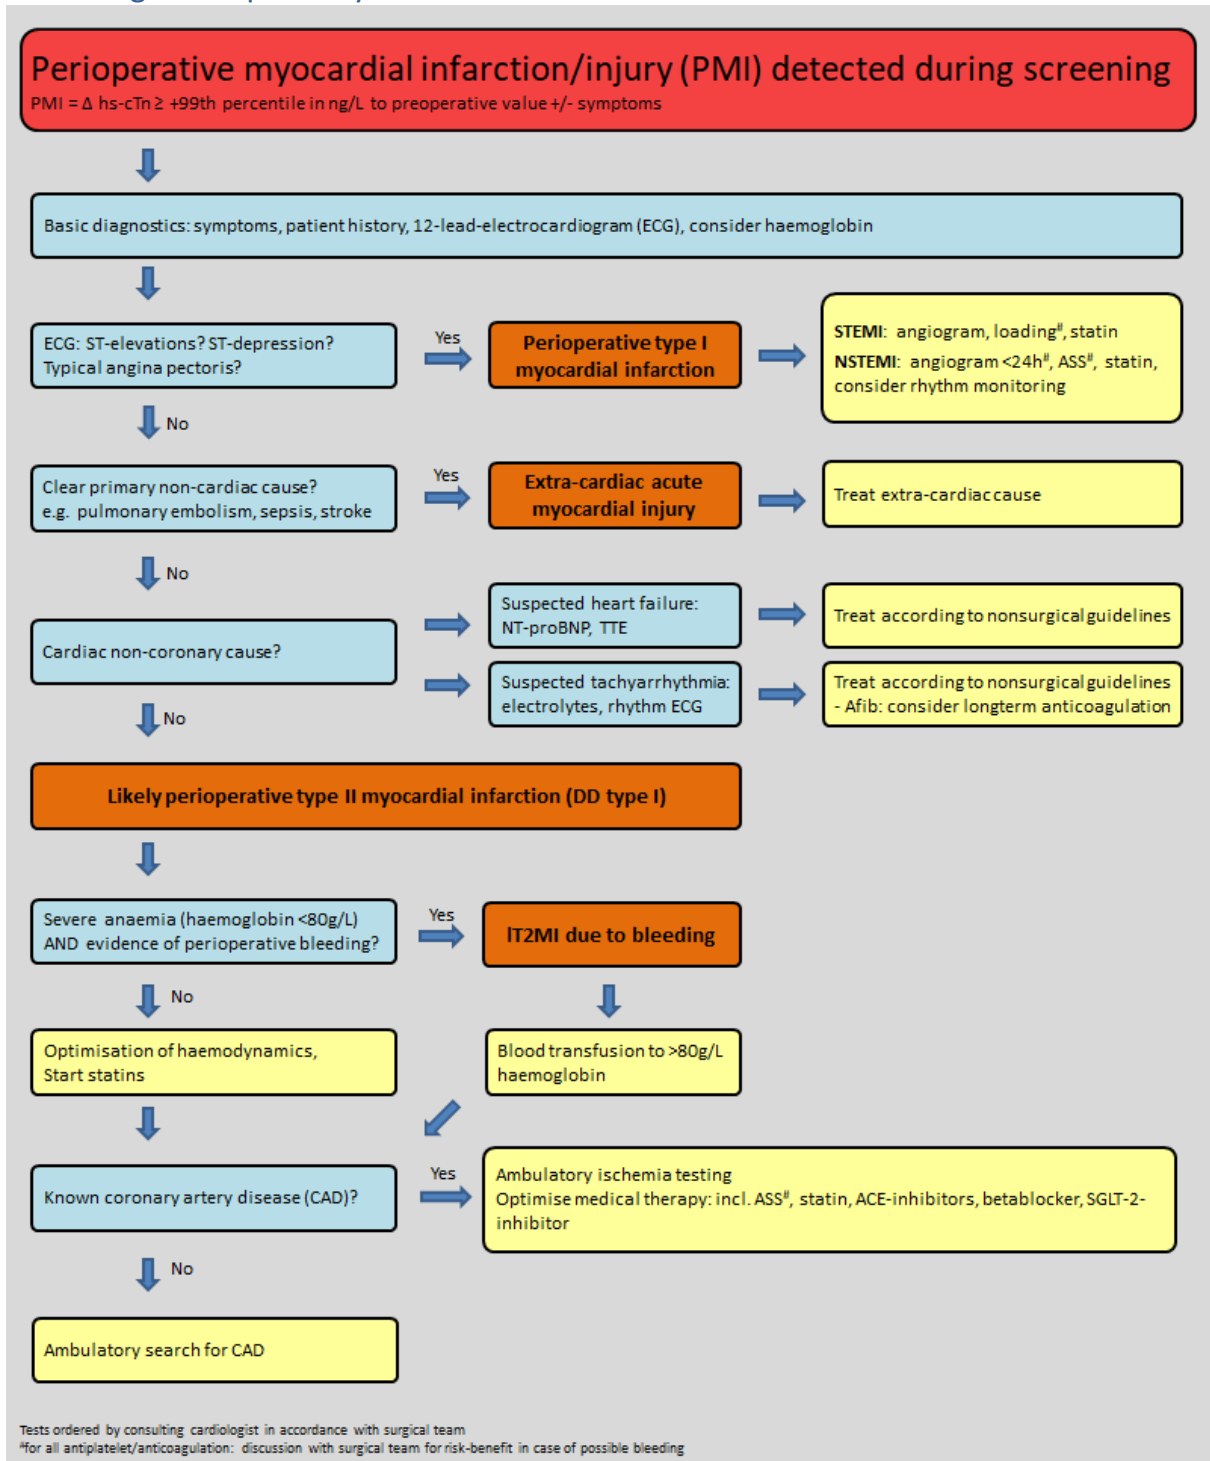 Perioperative myocardial infarction/injury (PMI) detected during screening
PMI = Δ hs-cTn ≥ +99th percentile in ng/L to preoperative value +/- symptoms
Basic diagnostics: symptoms, patient history, 12-lead-electrocardiogram (ECG), consider haemoglobin
ECG: ST-elevations? ST-depression?
Typical angina pectoris?
Yes
Perioperative type I
myocardial infarction
STEMI: angiogram, loading#, statin
NSTEMI: angiogram <24h#, ASS#, statin,
consider rhythm monitoring
No
Clear primary non-cardiac cause?
e.g. pulmonary embolism, sepsis, stroke
Yes
Extra-cardiac acute
myocardial injury
Treat extra-cardiac cause
No
Cardiac non-coronary cause?
Suspected heart failure:
NT-proBNP, TTE
Treat according to nonsurgical guidelines
Suspected tachyarrhythmia:
electrolytes, rhythm ECG
Treat according to nonsurgical guidelines
- Afib: consider longterm anticoagulation
No
Likely perioperative type II myocardial infarction (DD type I)
Severe anaemia (haemoglobin <80g/L)
AND evidence of perioperative bleeding?
Yes
lT2MI due to bleeding
No
Optimisation of haemodynamics,
Start statins
Blood transfusion to >80g/L
haemoglobin
Known coronary artery disease (CAD)?
Yes
Ambulatory ischemia testing
Optimise medical therapy: incl. ASS#, statin, ACE-inhibitors, betablocker, SGLT-2-
inhibitor
No
Ambulatory search for CAD
Tests ordered by consulting cardiologist in accordance with surgical team
#for all antiplatelet/anticoagulation: discussion with surgical team for risk-benefit in case of possible bleeding